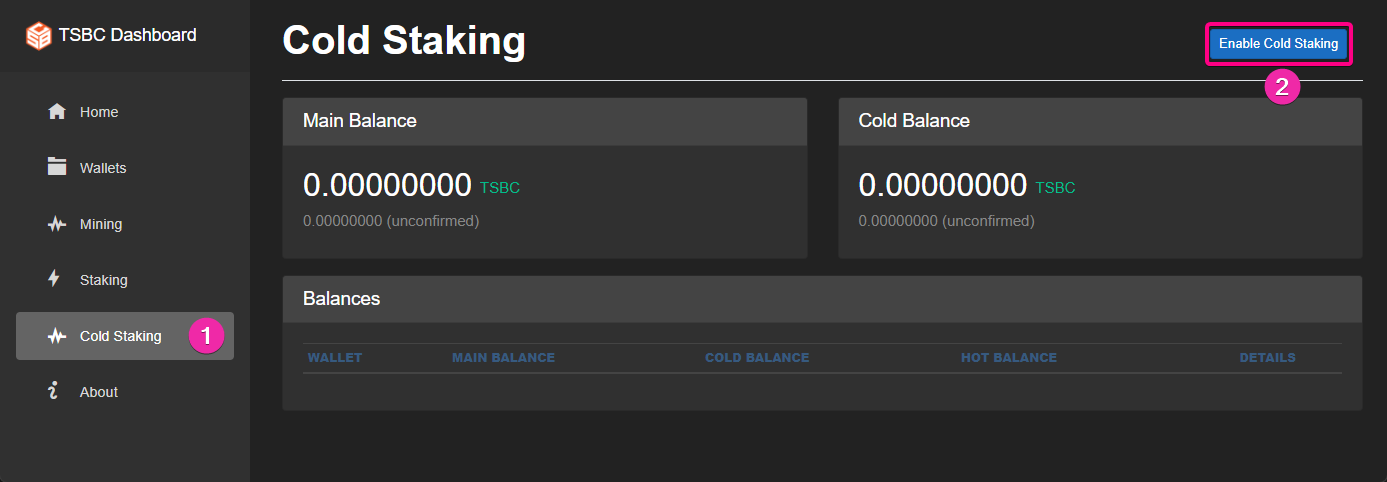 TSBC Dashboard
Home
Wallets
Mining
Staking
Cold Staking 1
About
Cold Staking
Enable Cold Staking
2
Main Balance
0.00000000 TSBC
0.00000000 (unconfirmed)
Cold Balance
0.00000000 TSBC
0.00000000 (unconfirmed)
Balances
WALLET MAIN BALANCE COLD BALANCE HOT BALANCE DETAILS